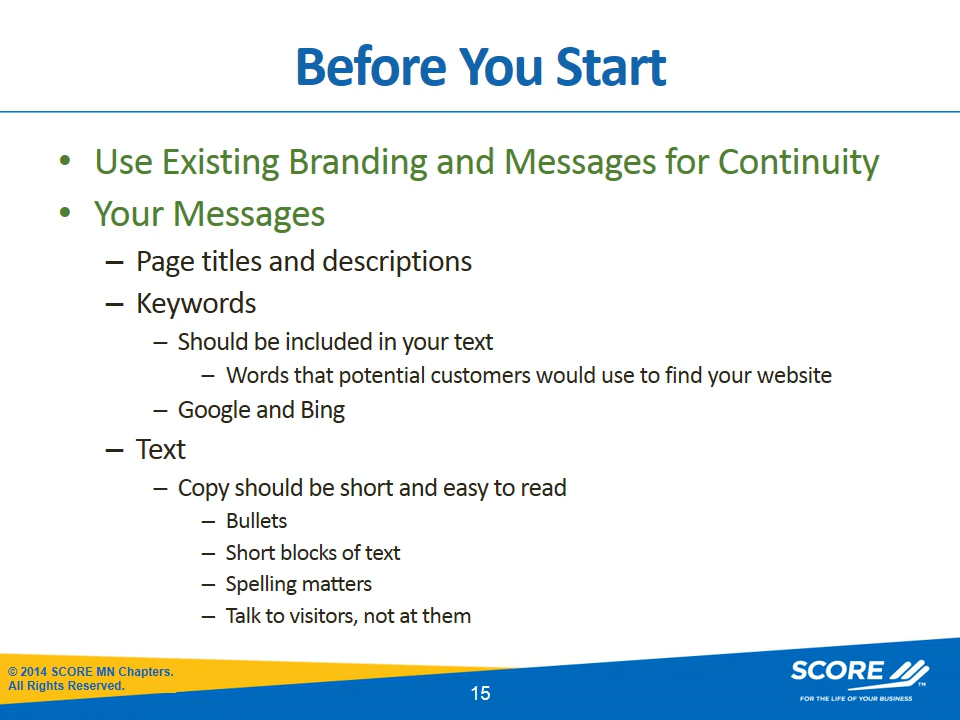 Before You Start
• Use Existing Branding and Messages for Continuity
• Your Messages
– Page titles and descriptions
– Keywords
– Should be included in your text
– Words that potential customers would use to find your website
– Google and Bing
– Text
– Copy should be short and easy to read
– Bullets
– Short blocks of text
– Spelling matters
– Talk to visitors, not at them
© 2014 SCORE MN Chapters.
All Rights Reserved.
15
SCORE TM
FOR THE LIFE OF YOUR BUSINESS